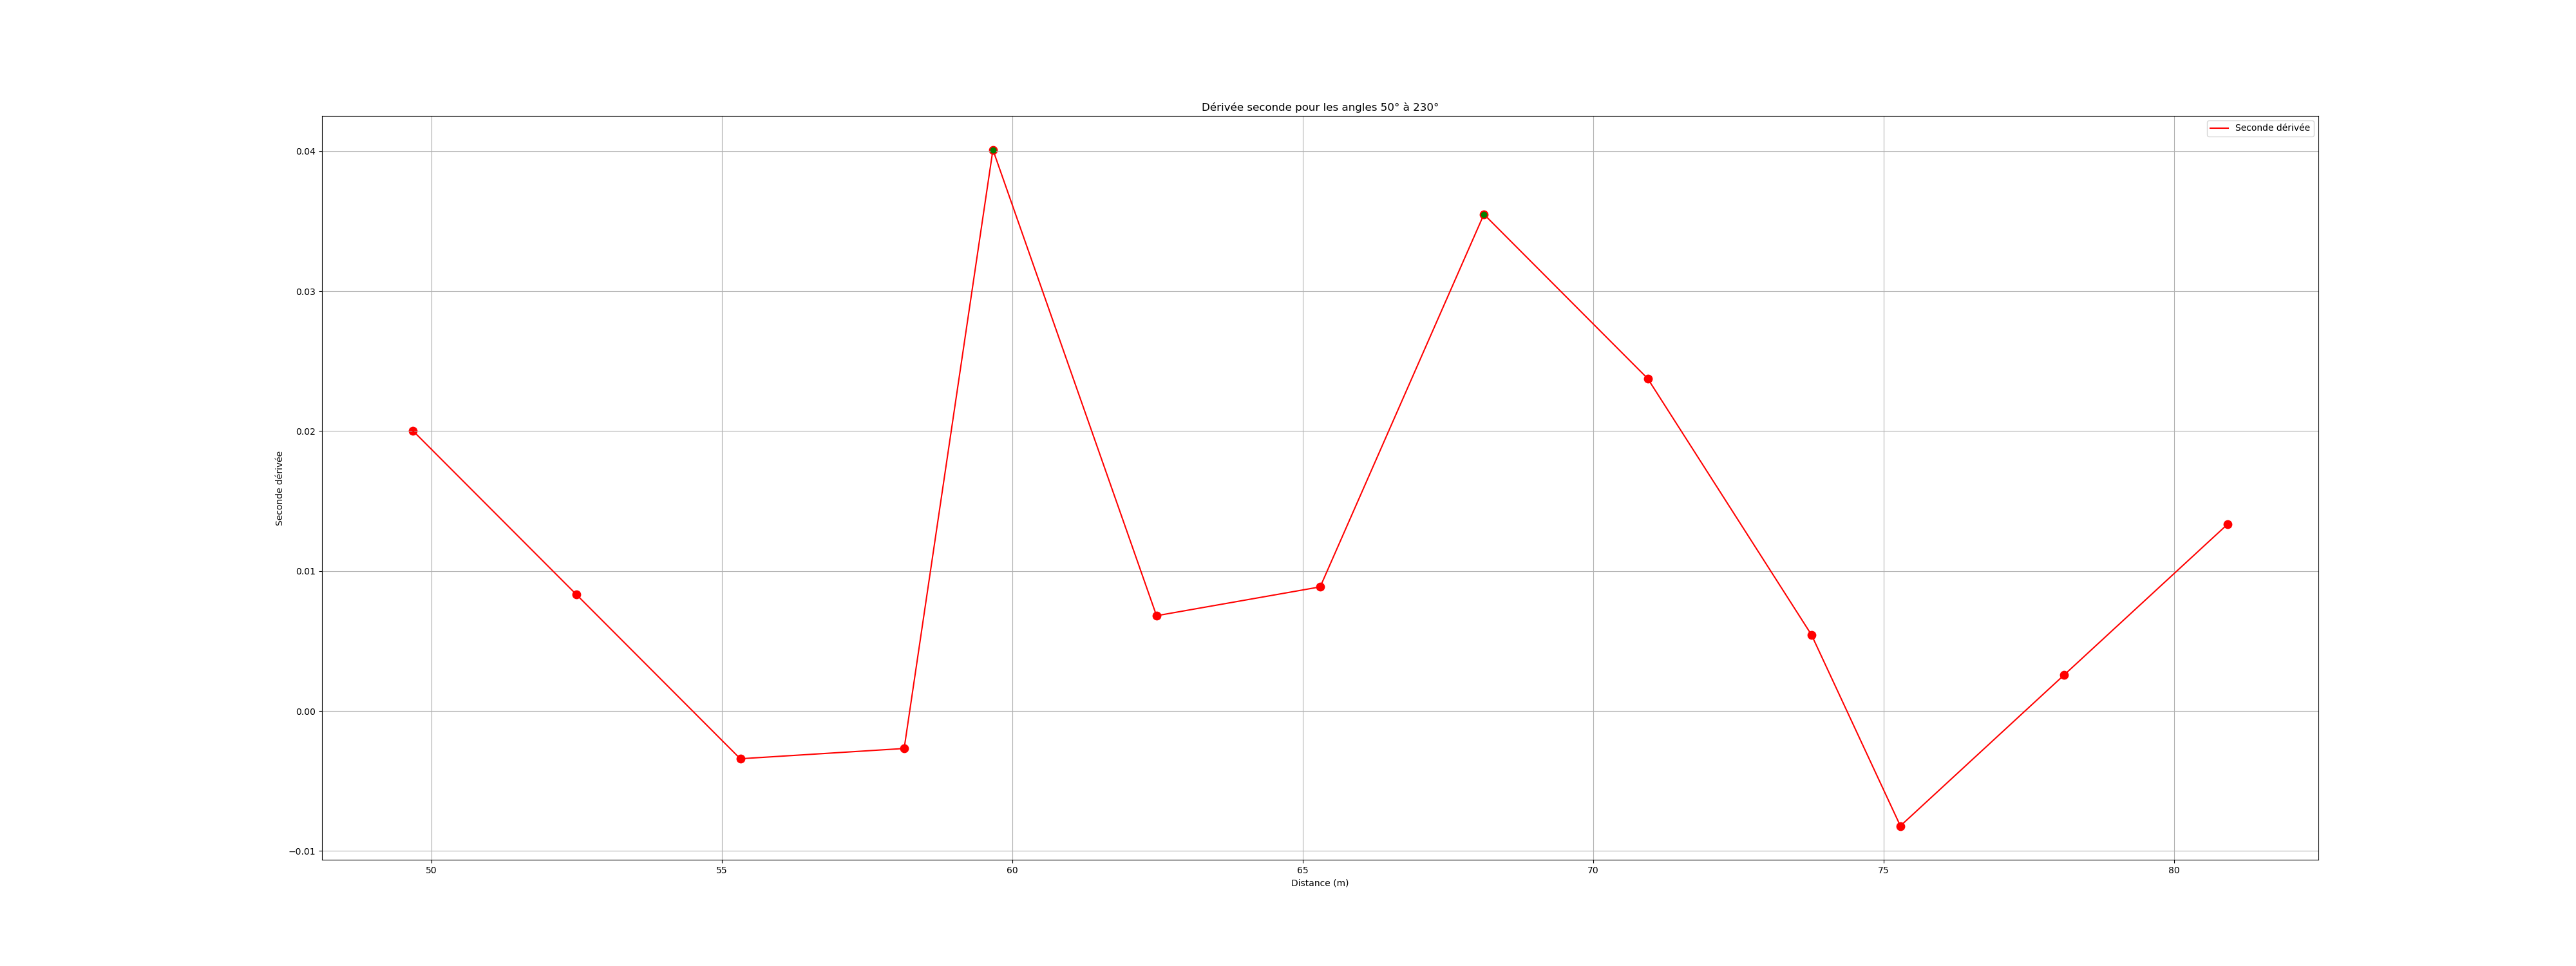 Dérivée seconde pour les angles 50° à 230°
Seconde dérivée
0.04
0.03
0.02
0.01
0.00
−0.01
Seconde dérivée
50 55 60 65 70 75 80
Distance (m)